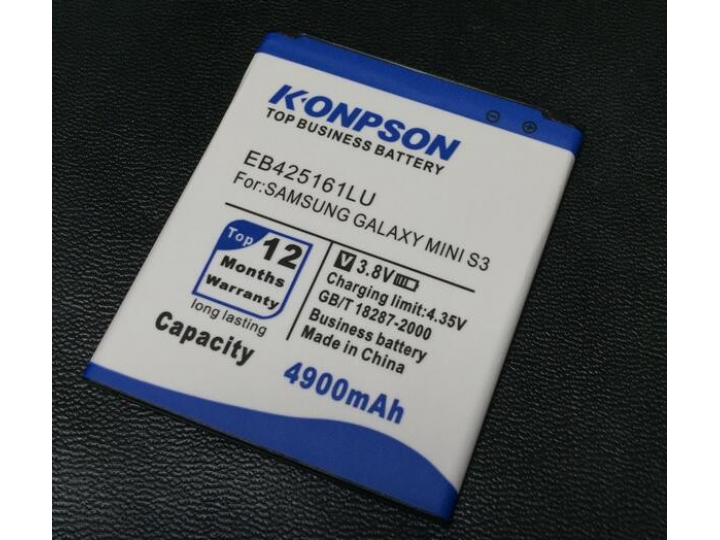 KONPSON
TOP BUSINESS BATTERY
EB425161LU
For:SAMSUNG GALAXY MINI S3
Top 12
Months
Warranty
long lasting
Capacity
V 3.8V
Charging limit:4.35V
GB/T 18287-2000
Business battery
Made in China
4900mAh